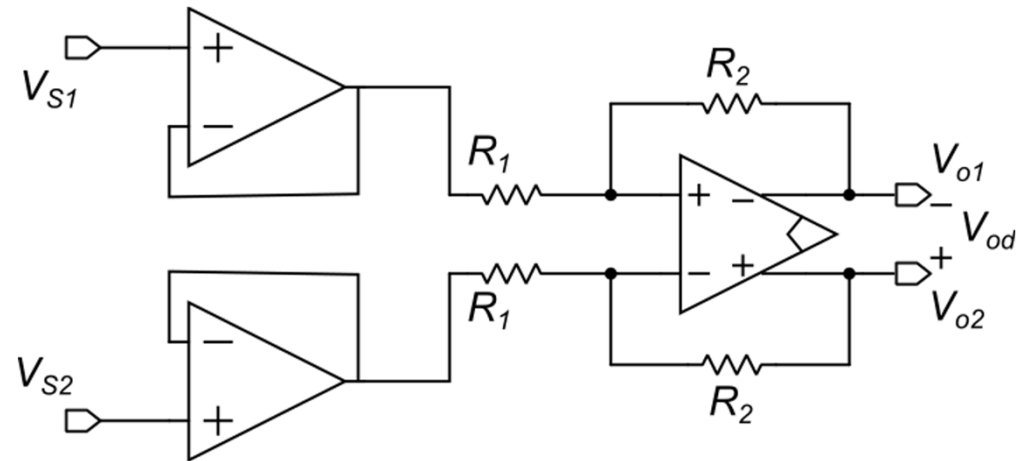 +
V_S1
−
R_2
R_1
V_o1
+ −
−
V_od
− +
+
R_1
V_o2
−
V_S2
R_2
+